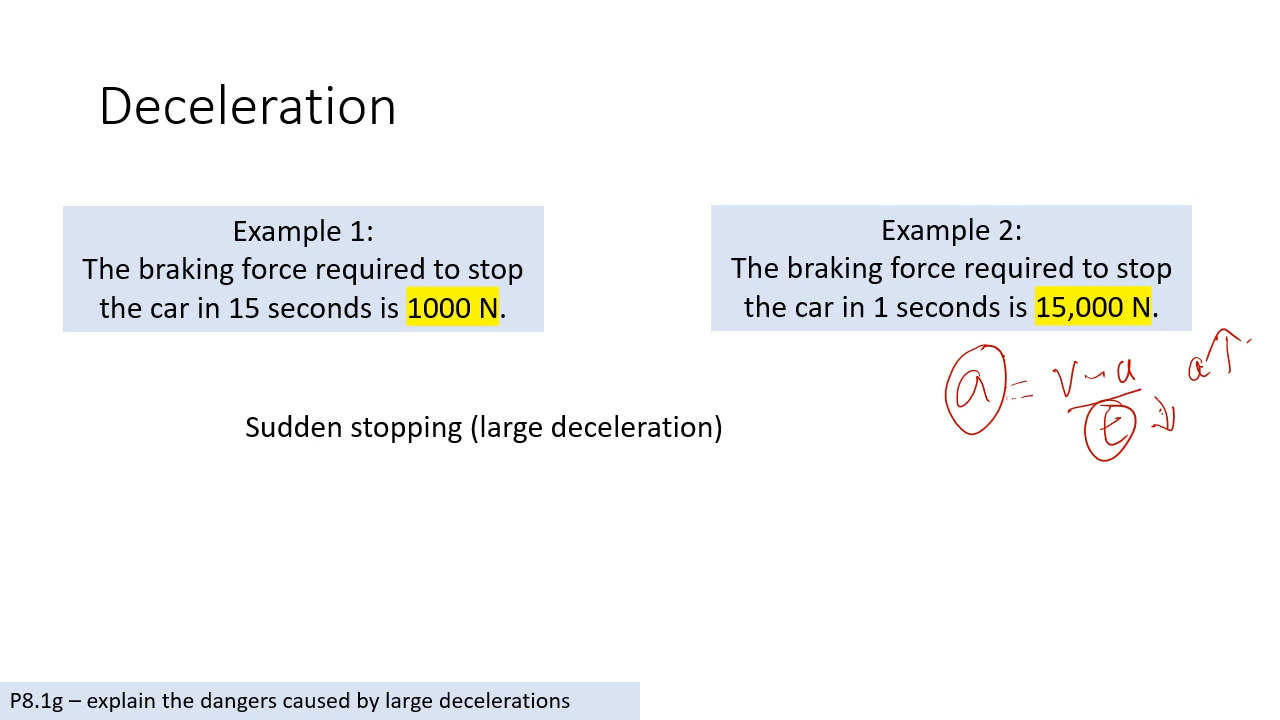 Deceleration
Example 1:
The braking force required to stop
the car in 15 seconds is 1000 N.
Example 2:
The braking force required to stop
the car in 1 seconds is 15,000 N.
a = v - u / t ↓
a ↑
Sudden stopping (large deceleration)
P8.1g – explain the dangers caused by large decelerations